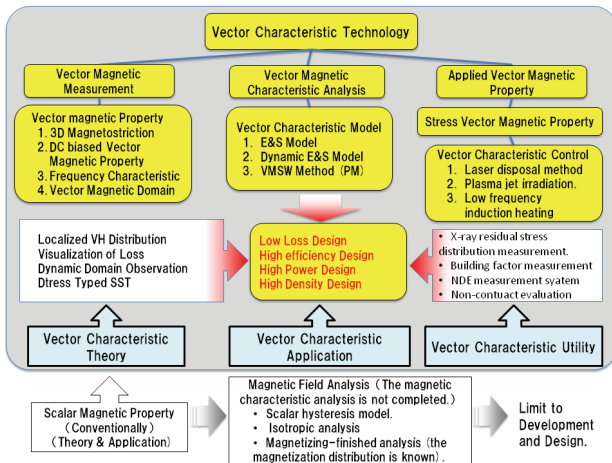 Vector Characteristic Technology
Vector Magnetic
Measurement
Vector Magnetic
Characteristic Analysis
Applied Vector Magnetic
Property
Vector magnetic Property
1. 3D Magnetostriction
2. DC biased Vector
Magnetic Property
3. Frequency Characteristic
4. Vector Magnetic Domain
Vector Characteristic Model
1. E&S Model
2. Dynamic E&S Model
3. VMSW Method (PM)
Stress Vector Magnetic Property
Vector Characteristic Control
1. Laser disposal method
2. Plasma jet irradiation.
3. Low frequency
induction heating
Localized VH Distribution
Visualization of Loss
Dynamic Domain Observation
Dtress Typed SST
Low Loss Design
High efficiency Design
High Power Design
High Density Design
• X-ray residual stress
distribution measurement.
• Building factor measurement
• NDE measurement system
• Non-contuact evaluation
Vector Characteristic
Theory
Vector Characteristic
Application
Vector Characteristic Utility
Scalar Magnetic Property
(Conventionally)
(Theory & Application)
Magnetic Field Analysis (The magnetic
characteristic analysis is not completed.)
• Scalar hysteresis model.
• Isotropic analysis
• Magnetizing-finished analysis (the
magnetization distribution is known).
Limit to
Development
and Design.